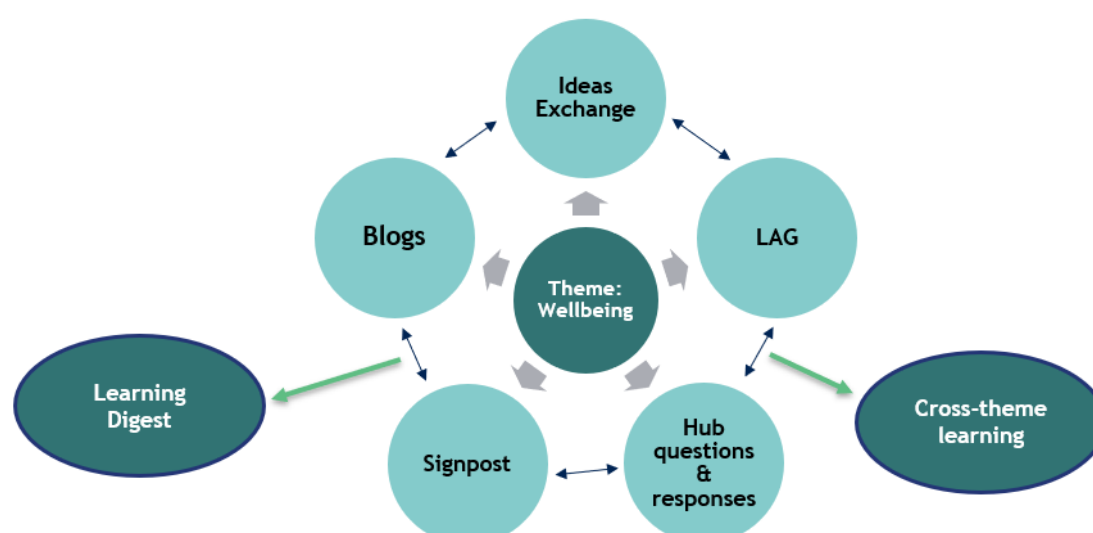 Ideas
Exchange
Blogs
LAG
Theme:
Wellbeing
Learning
Digest
Cross-theme
learning
Signpost
Hub
questions
&
responses